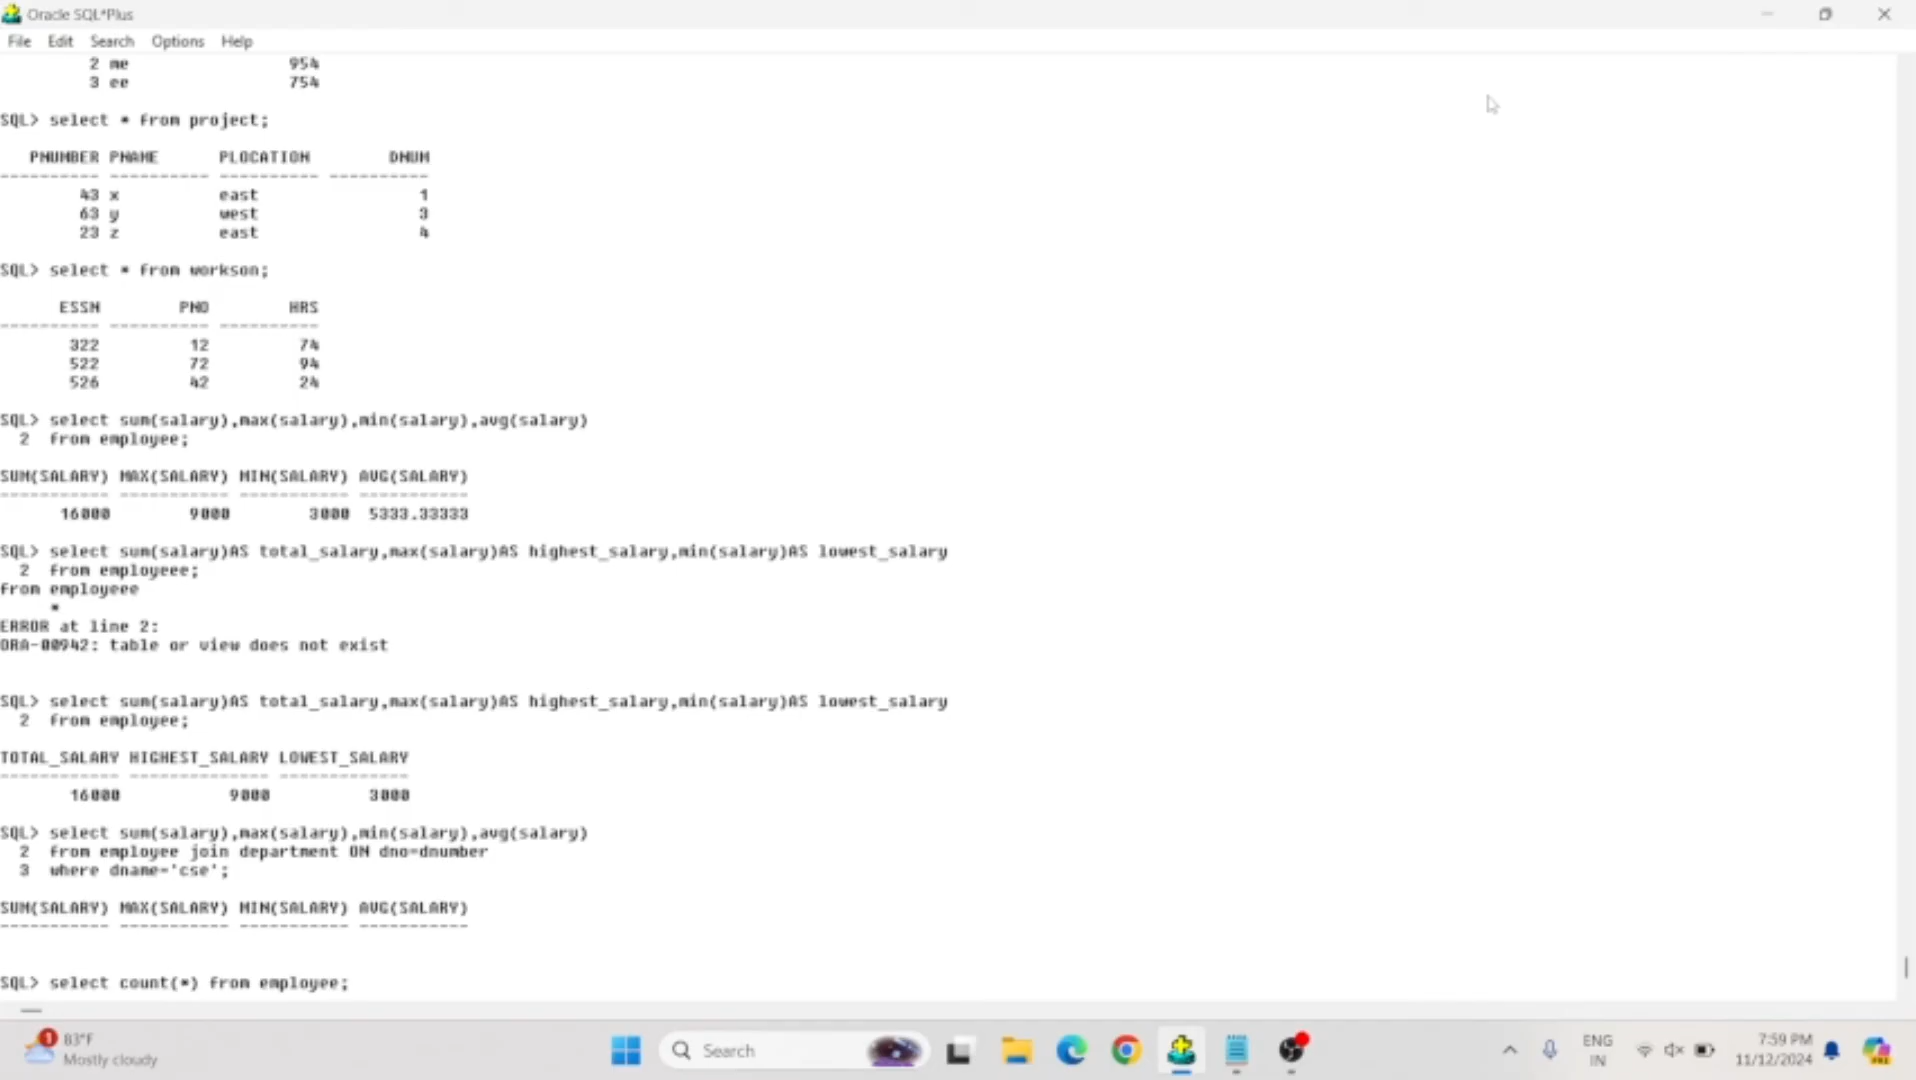 Oracle SQL*Plus
File Edit Search Options Help
2 me 954
3 ee 754
SQL> select * from project;
PNUMBER PNAME PLOCATION DNUM
---------- ---------- ---------- ----------
43 x east 1
63 y west 3
23 z east 4
SQL> select * from workson;
ESSN PNO HRS
---------- ---------- ----------
322 12 74
522 72 94
526 42 24
SQL> select sum(salary),max(salary),min(salary),avg(salary)
2 from employee;
SUM(SALARY) MAX(SALARY) MIN(SALARY) AVG(SALARY)
----------- ----------- ----------- -----------
16000 9000 3000 5333.33333
SQL> select sum(salary)AS total_salary,max(salary)AS highest_salary,min(salary)AS lowest_salary
2 from employeee;
from employeee
*
ERROR at line 2:
ORA-00942: table or view does not exist
SQL> select sum(salary)AS total_salary,max(salary)AS highest_salary,min(salary)AS lowest_salary
2 from employee;
TOTAL_SALARY HIGHEST_SALARY LOWEST_SALARY
------------ -------------- -------------
16000 9000 3000
SQL> select sum(salary),max(salary),min(salary),avg(salary)
2 from employee join department ON dno=dnumber
3 where dname='cse';
SUM(SALARY) MAX(SALARY) MIN(SALARY) AVG(SALARY)
----------- ----------- ----------- -----------
SQL> select count(*) from employee;
1 83°F
Mostly cloudy
Search
ENG
IN
7:59 PM
11/12/2024